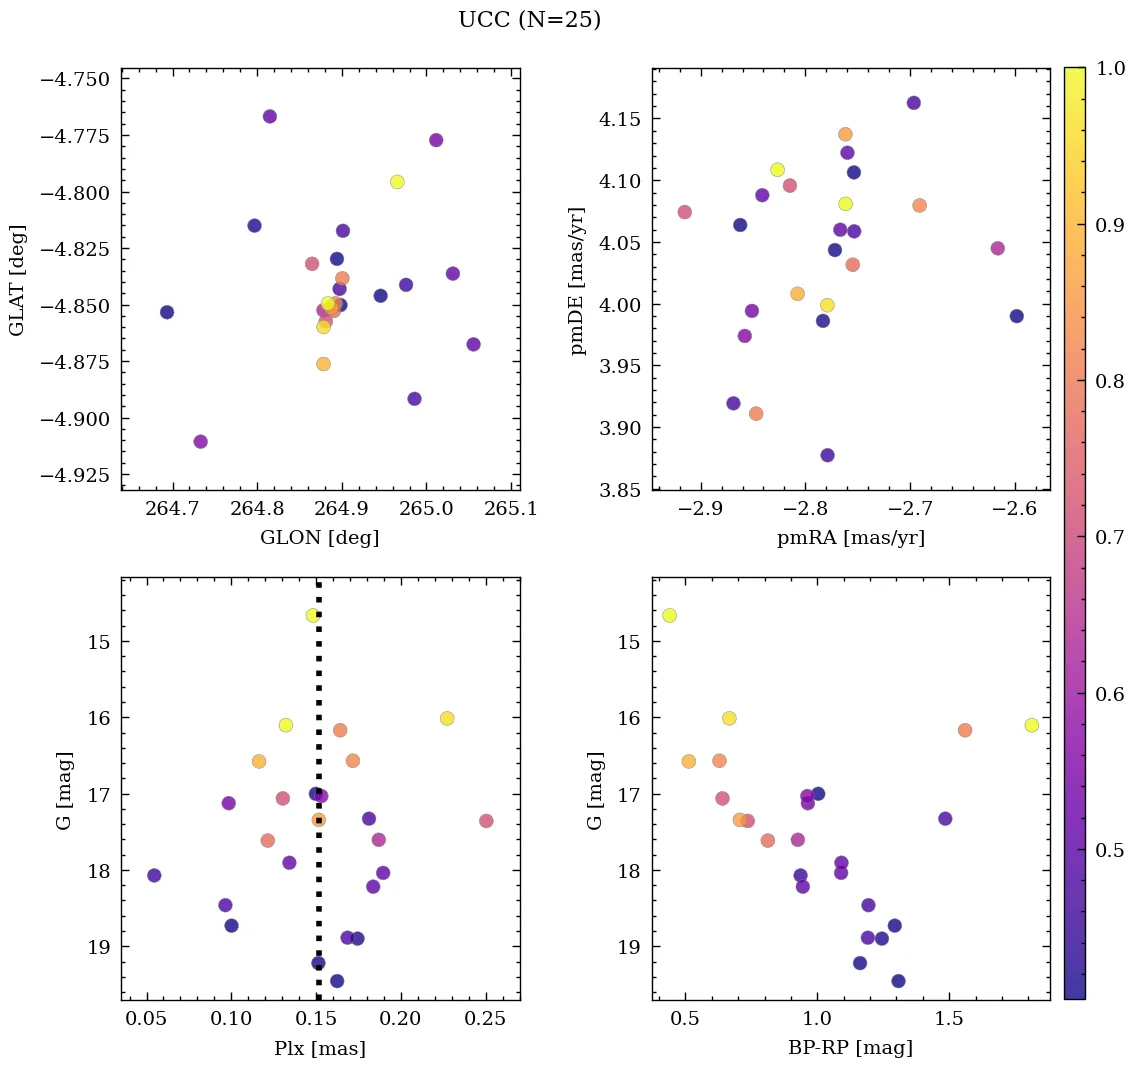 UCC (N=25)
−4.750
−4.775
−4.800
−4.825
−4.850
−4.875
−4.900
−4.925
GLAT [deg]
264.7 264.8 264.9 265.0 265.1
GLON [deg]
4.15
4.10
4.05
4.00
3.95
3.90
3.85
pmDE [mas/yr]
−2.9 −2.8 −2.7 −2.6
pmRA [mas/yr]
1.0
0.9
0.8
0.7
0.6
0.5
15
16
17
18
19
G [mag]
0.05 0.10 0.15 0.20 0.25
Plx [mas]
15
16
17
18
19
G [mag]
0.5 1.0 1.5
BP-RP [mag]